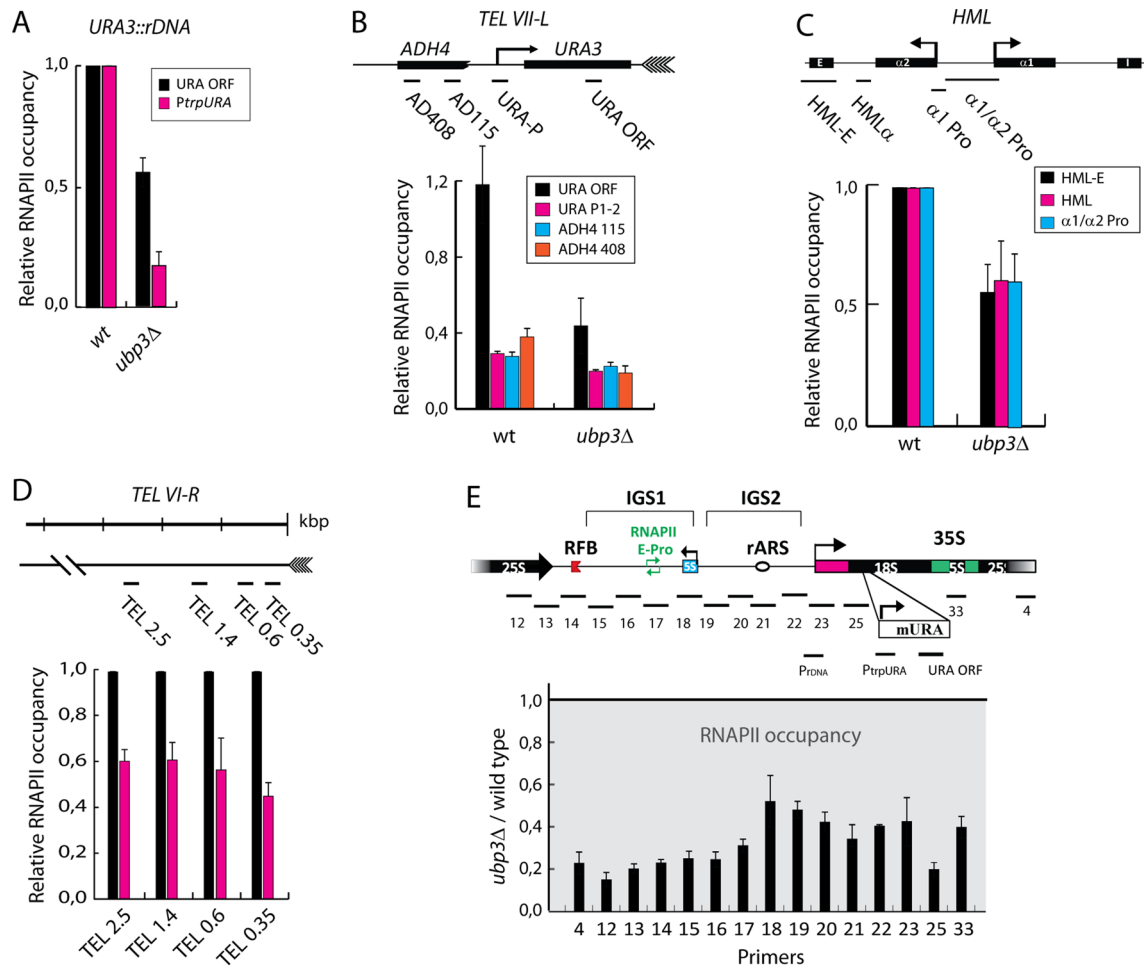 A
URA3::rDNA
URA ORF
PtrpURA
Relative RNAPII occupancy
1,0
0,5
0,0
wt
ubp3Δ
B
TEL VII-L
ADH4
URA3
AD408
AD115
URA-P
URA ORF
Relative RNAPII occupancy
1,2
0,8
0,4
0,0
URA ORF
URA P1-2
ADH4 115
ADH4 408
wt
ubp3Δ
C
HML
E
α2
α1
I
HML-E
HMLα
α1 Pro
α1/α2 Pro
HML-E
HML
α1/α2 Pro
Relative RNAPII occupancy
1,0
0,5
0,0
wt
ubp3Δ
D
TEL VI-R
kbp
TEL 2.5
TEL 1.4
TEL 0.6
TEL 0.35
Relative RNAPII occupancy
1,0
0,8
0,6
0,4
0,2
0,0
TEL 2.5
TEL 1.4
TEL 0.6
TEL 0.35
E
IGS1
IGS2
RNAPII
E-Pro
RFB
rARS
35S
25S
5S
18S
5S
25S
12
13
14
15
16
17
18
19
20
21
22
23
25
33
4
mURA
PrDNA
PtrpURA
URA ORF
RNAPII occupancy
ubp3Δ / wild type
1,0
0,8
0,6
0,4
0,2
0,0
4 12 13 14 15 16 17 18 19 20 21 22 23 25 33
Primers